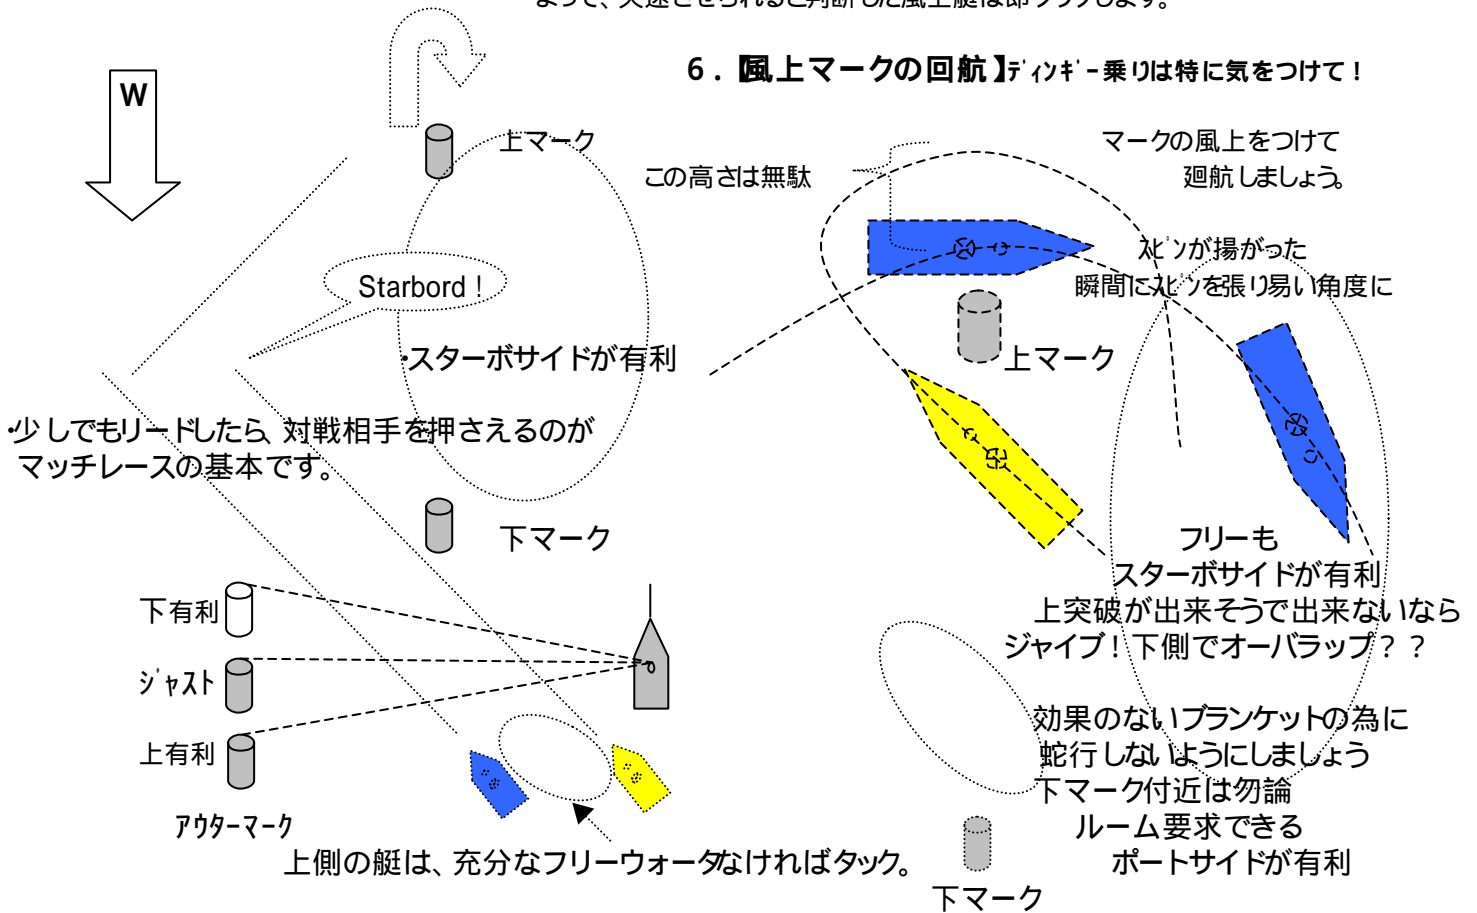 6．【風上マークの回航】ﾃﾞｨﾝｷﾞｰ乗りは特に気をつけて！
W
上マーク
マークの風上をつけて
廻航しましょう。
この高さは無駄
スピンが揚がった
瞬間にスピンを張り易い角度に
Starbord！
上マーク
・スターボサイドが有利
・少しでもリードしたら、対戦相手を押さえるのが
マッチレースの基本です。
下マーク
フリーも
スターボサイドが有利
上突破が出来そうで出来ないなら
ジャイブ！下側でオーバラップ？？
下有利
ｼﾞｬｽﾄ
上有利
ｱｳﾀｰﾏｰｸ
効果のないブランケットの為に
蛇行しないようにしましょう
下マーク付近は勿論
ルーム要求できる
ポートサイドが有利
上側の艇は、充分なフリーウォータなければタック。
下マーク